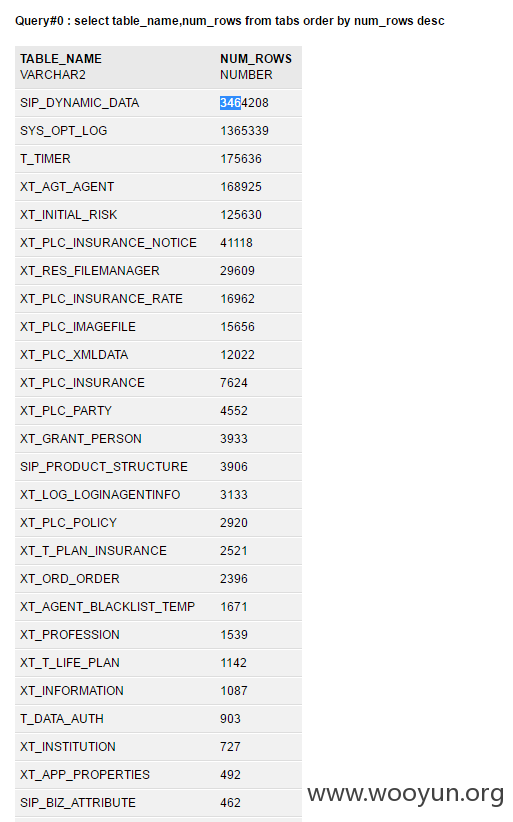 Query#0 : select table_name,num_rows from tabs order by num_rows desc
TABLE_NAME NUM_ROWS
VARCHAR2 NUMBER
SIP_DYNAMIC_DATA 3464208
SYS_OPT_LOG 1365339
T_TIMER 175636
XT_AGT_AGENT 168925
XT_INITIAL_RISK 125630
XT_PLC_INSURANCE_NOTICE 41118
XT_RES_FILEMANAGER 29609
XT_PLC_INSURANCE_RATE 16962
XT_PLC_IMAGEFILE 15656
XT_PLC_XMLDATA 12022
XT_PLC_INSURANCE 7624
XT_PLC_PARTY 4552
XT_GRANT_PERSON 3933
SIP_PRODUCT_STRUCTURE 3906
XT_LOG_LOGINAGENTINFO 3133
XT_PLC_POLICY 2920
XT_T_PLAN_INSURANCE 2521
XT_ORD_ORDER 2396
XT_AGENT_BLACKLIST_TEMP 1671
XT_PROFESSION 1539
XT_T_LIFE_PLAN 1142
XT_INFORMATION 1087
T_DATA_AUTH 903
XT_INSTITUTION 727
XT_APP_PROPERTIES 492
SIP_BIZ_ATTRIBUTE 462
www.wooyun.org